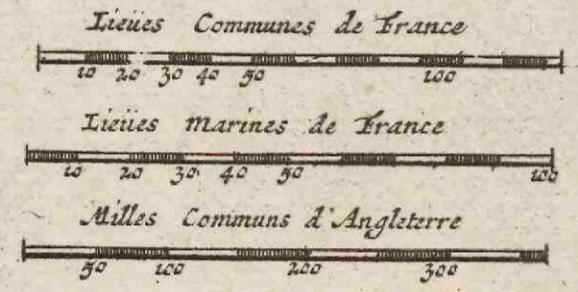 Lieües Communes de France
10 20 30 40 50 100
Lieües marines de France
10 20 30 40 50 100
Milles Communs d'Angleterre
50 100 200 300